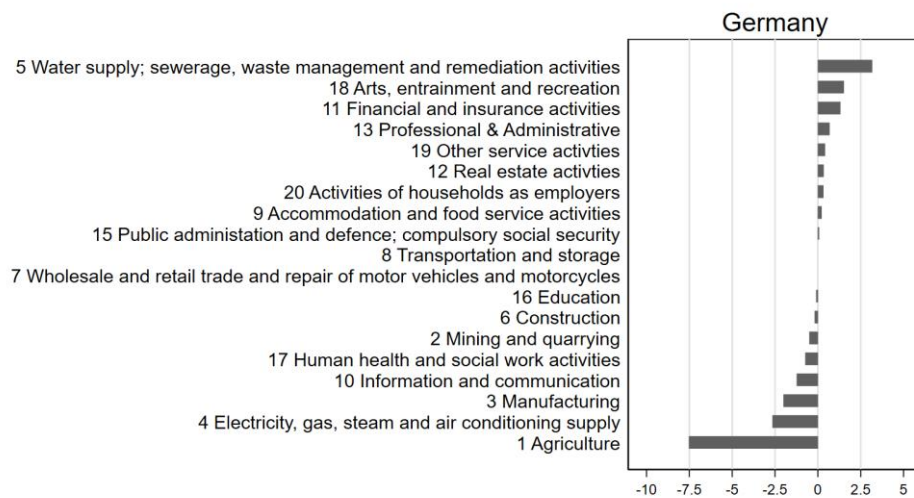 Germany
5 Water supply; sewerage, waste management and remediation activities
18 Arts, entrainment and recreation
11 Financial and insurance activities
13 Professional & Administrative
19 Other service activties
12 Real estate activties
20 Activities of households as employers
9 Accommodation and food service activities
15 Public administation and defence; compulsory social security
8 Transportation and storage
7 Wholesale and retail trade and repair of motor vehicles and motorcycles
16 Education
6 Construction
2 Mining and quarrying
17 Human health and social work activities
10 Information and communication
3 Manufacturing
4 Electricity, gas, steam and air conditioning supply
1 Agriculture
-10 -7.5 -5 -2.5 0 2.5 5